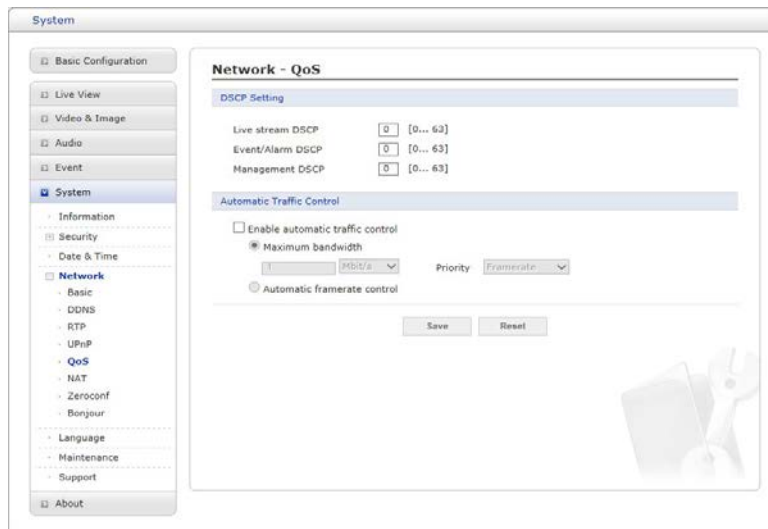 System
Basic Configuration
Live View
Video & Image
Audio
Event
System
Information
Security
Date & Time
Network
Basic
DDNS
RTP
UPnP
QoS
NAT
Zeroconf
Bonjour
Language
Maintenance
Support
About
Network - QoS
DSCP Setting
Live stream DSCP 0 [0... 63]
Event/Alarm DSCP 0 [0... 63]
Management DSCP 0 [0... 63]
Automatic Traffic Control
Enable automatic traffic control
Maximum bandwidth
1 Mbit/s Priority Framerate
Automatic framerate control
Save Reset